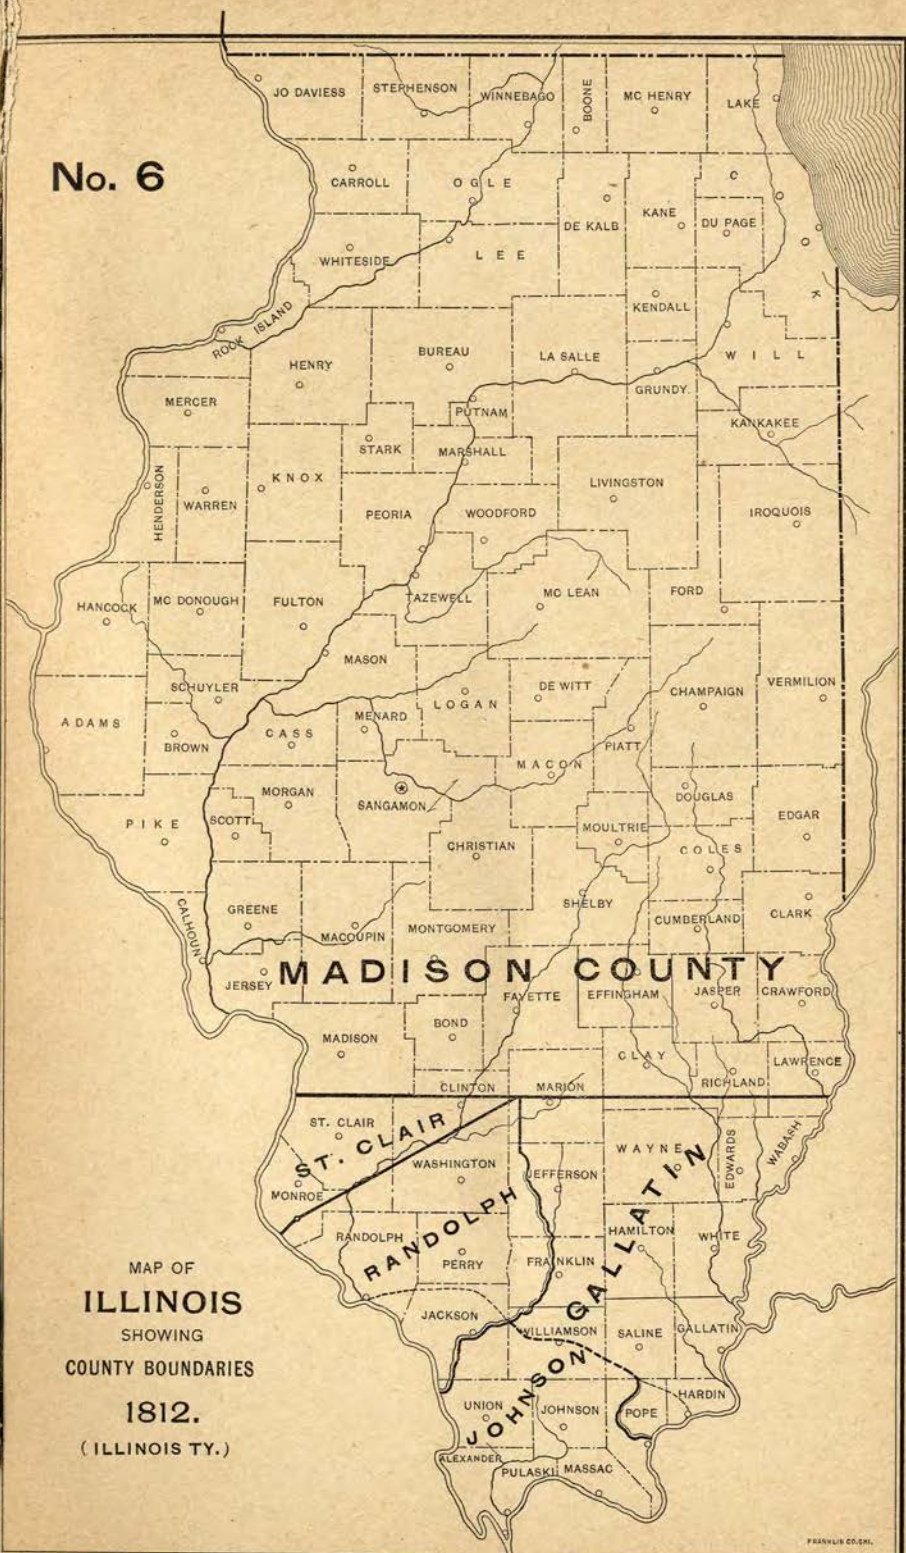 No. 6
JO DAVIESS
STEPHENSON
WINNEBAGO
BOONE
MC HENRY
LAKE
CARROLL
OGLE
DE KALB
KANE
DU PAGE
COOK
WHITESIDE
LEE
KENDALL
ROCK ISLAND
HENRY
BUREAU
LA SALLE
GRUNDY.
WILL
MERCER
PUTNAM
KANKAKEE
STARK
MARSHALL
HENDERSON
WARREN
KNOX
PEORIA
WOODFORD
LIVINGSTON
IROQUOIS
HANCOCK
MC DONOUGH
FULTON
TAZEWELL
MC LEAN
FORD
MASON
ADAMS
SCHUYLER
LOGAN
DE WITT
CHAMPAIGN
VERMILION
BROWN
CASS
MENARD
MACON
PIATT
PIKE
SCOTT
MORGAN
SANGAMON
CHRISTIAN
MOULTRIE
DOUGLAS
EDGAR
COLES
CALHOUN
GREENE
MACOUPIN
MONTGOMERY
SHELBY
CUMBERLAND
CLARK
MADISON COUNTY
JERSEY
FAYETTE
EFFINGHAM
JASPER
CRAWFORD
MADISON
BOND
CLAY
LAWRENCE
CLINTON
MARION
RICHLAND
ST. CLAIR
ST. CLAIR
WASHINGTON
JEFFERSON
WAYNE
EDWARDS
WABASH
MONROE
RANDOLPH
RANDOLPH
PERRY
FRANKLIN
HAMILTON
WHITE
GALLATIN
JACKSON
WILLIAMSON
SALINE
GALLATIN
JOHNSON
UNION
JOHNSON
POPE
HARDIN
ALEXANDER
PULASKI
MASSAC
MAP OF
ILLINOIS
SHOWING
COUNTY BOUNDARIES
1812.
(ILLINOIS TY.)
FRANKLIN CO. CHI.